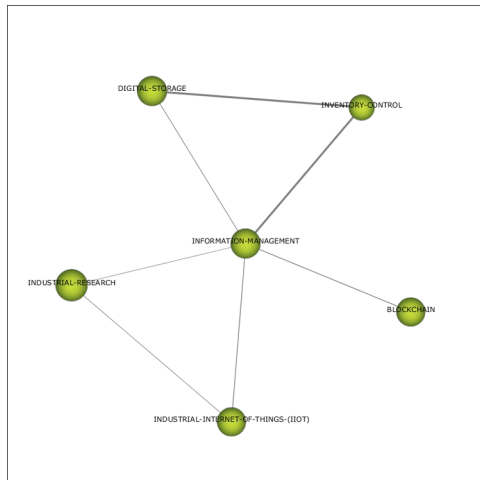 DIGITAL-STORAGE
INVENTORY-CONTROL
INFORMATION-MANAGEMENT
INDUSTRIAL-RESEARCH
BLOCKCHAIN
INDUSTRIAL-INTERNET-OF-THINGS-(IIOT)